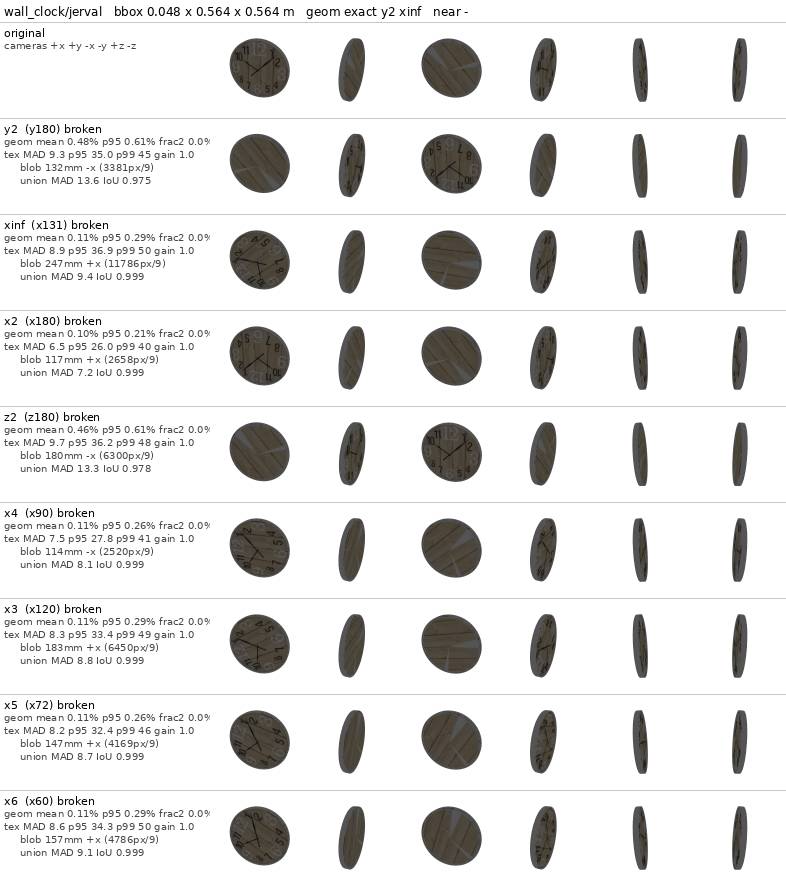 wall_clock/jerval   bbox 0.048 x 0.564 x 0.564 m   geom exact y2 xinf   near -
original
cameras +x +y -x -y +z -z
y2  (y180) broken
geom mean 0.48% p95 0.61% frac2 0.0%
tex MAD 9.3 p95 35.0 p99 45 gain 1.0
blob 132mm -x (3381px/9)
union MAD 13.6 IoU 0.975
xinf  (x131) broken
geom mean 0.11% p95 0.29% frac2 0.0%
tex MAD 8.9 p95 36.9 p99 50 gain 1.0
blob 247mm +x (11786px/9)
union MAD 9.4 IoU 0.999
x2  (x180) broken
geom mean 0.10% p95 0.21% frac2 0.0%
tex MAD 6.5 p95 26.0 p99 40 gain 1.0
blob 117mm +x (2658px/9)
union MAD 7.2 IoU 0.999
z2  (z180) broken
geom mean 0.46% p95 0.61% frac2 0.0%
tex MAD 9.7 p95 36.2 p99 48 gain 1.0
blob 180mm -x (6300px/9)
union MAD 13.3 IoU 0.978
x4  (x90) broken
geom mean 0.11% p95 0.26% frac2 0.0%
tex MAD 7.5 p95 27.8 p99 41 gain 1.0
blob 114mm -x (2520px/9)
union MAD 8.1 IoU 0.999
x3  (x120) broken
geom mean 0.11% p95 0.29% frac2 0.0%
tex MAD 8.3 p95 33.4 p99 49 gain 1.0
blob 183mm +x (6450px/9)
union MAD 8.8 IoU 0.999
x5  (x72) broken
geom mean 0.11% p95 0.26% frac2 0.0%
tex MAD 8.2 p95 32.4 p99 46 gain 1.0
blob 147mm +x (4169px/9)
union MAD 8.7 IoU 0.999
x6  (x60) broken
geom mean 0.11% p95 0.29% frac2 0.0%
tex MAD 8.6 p95 34.3 p99 50 gain 1.0
blob 157mm +x (4786px/9)
union MAD 9.1 IoU 0.999